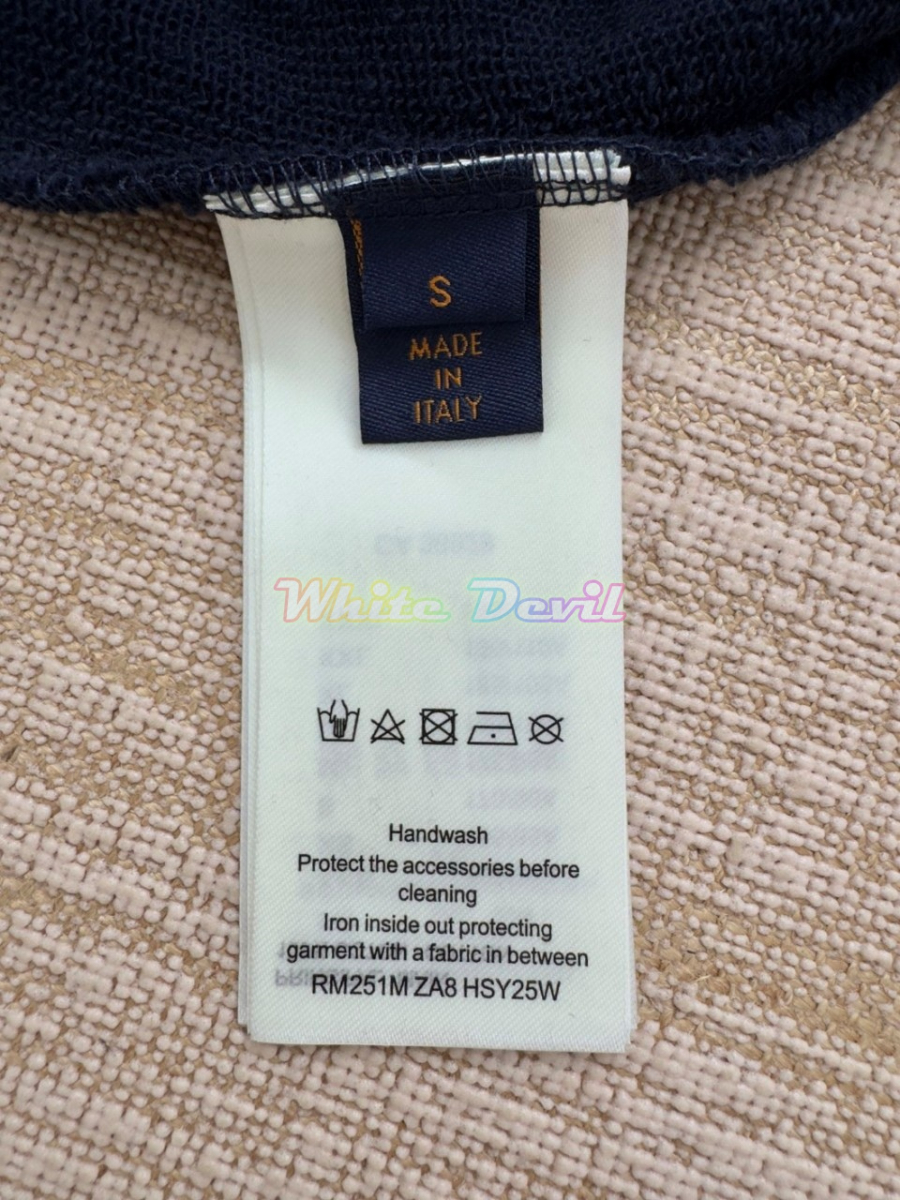 S
MADE
IN
ITALY
White Devil
Handwash
Protect the accessories before
cleaning
Iron inside out protecting
garment with a fabric in between
RM251M ZA8 HSY25W